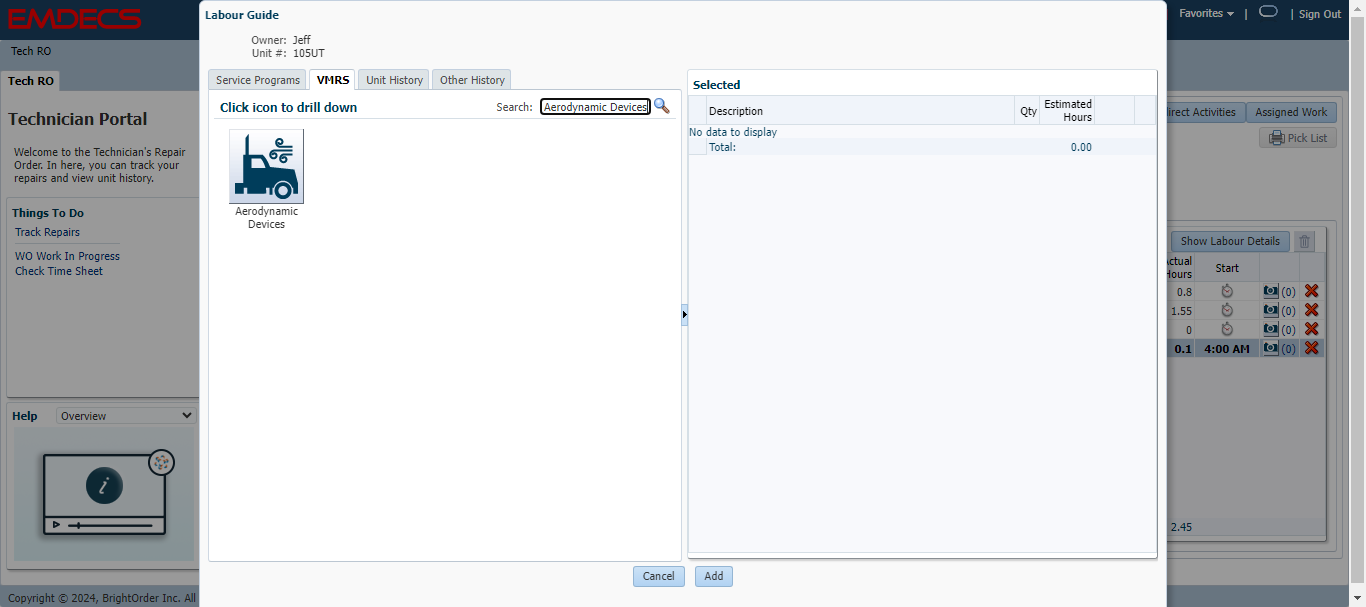 EMDECS
Favorites
|
| Sign Out
Tech RO
Tech RO
Technician Portal
Welcome to the Technician's Repair
Order. In here, you can track your
repairs and view unit history.
Things To Do
Track Repairs
WO Work In Progress
Check Time Sheet
Help
Overview
i
Copyright © 2024, BrightOrder Inc. All
Labour Guide
Owner: Jeff
Unit #: 105UT
Service Programs
VMRS
Unit History
Other History
Click icon to drill down
Search: Aerodynamic Devices
Aerodynamic
Devices
Selected
Description Qty Estimated
Hours
No data to display
Total: 0.00
Cancel
Add
irect Activities
Assigned Work
Pick List
Show Labour Details
ctual
Hours
Start
0.8 (0)
1.55 (0)
0 (0)
0.1 4:00 AM (0)
2.45